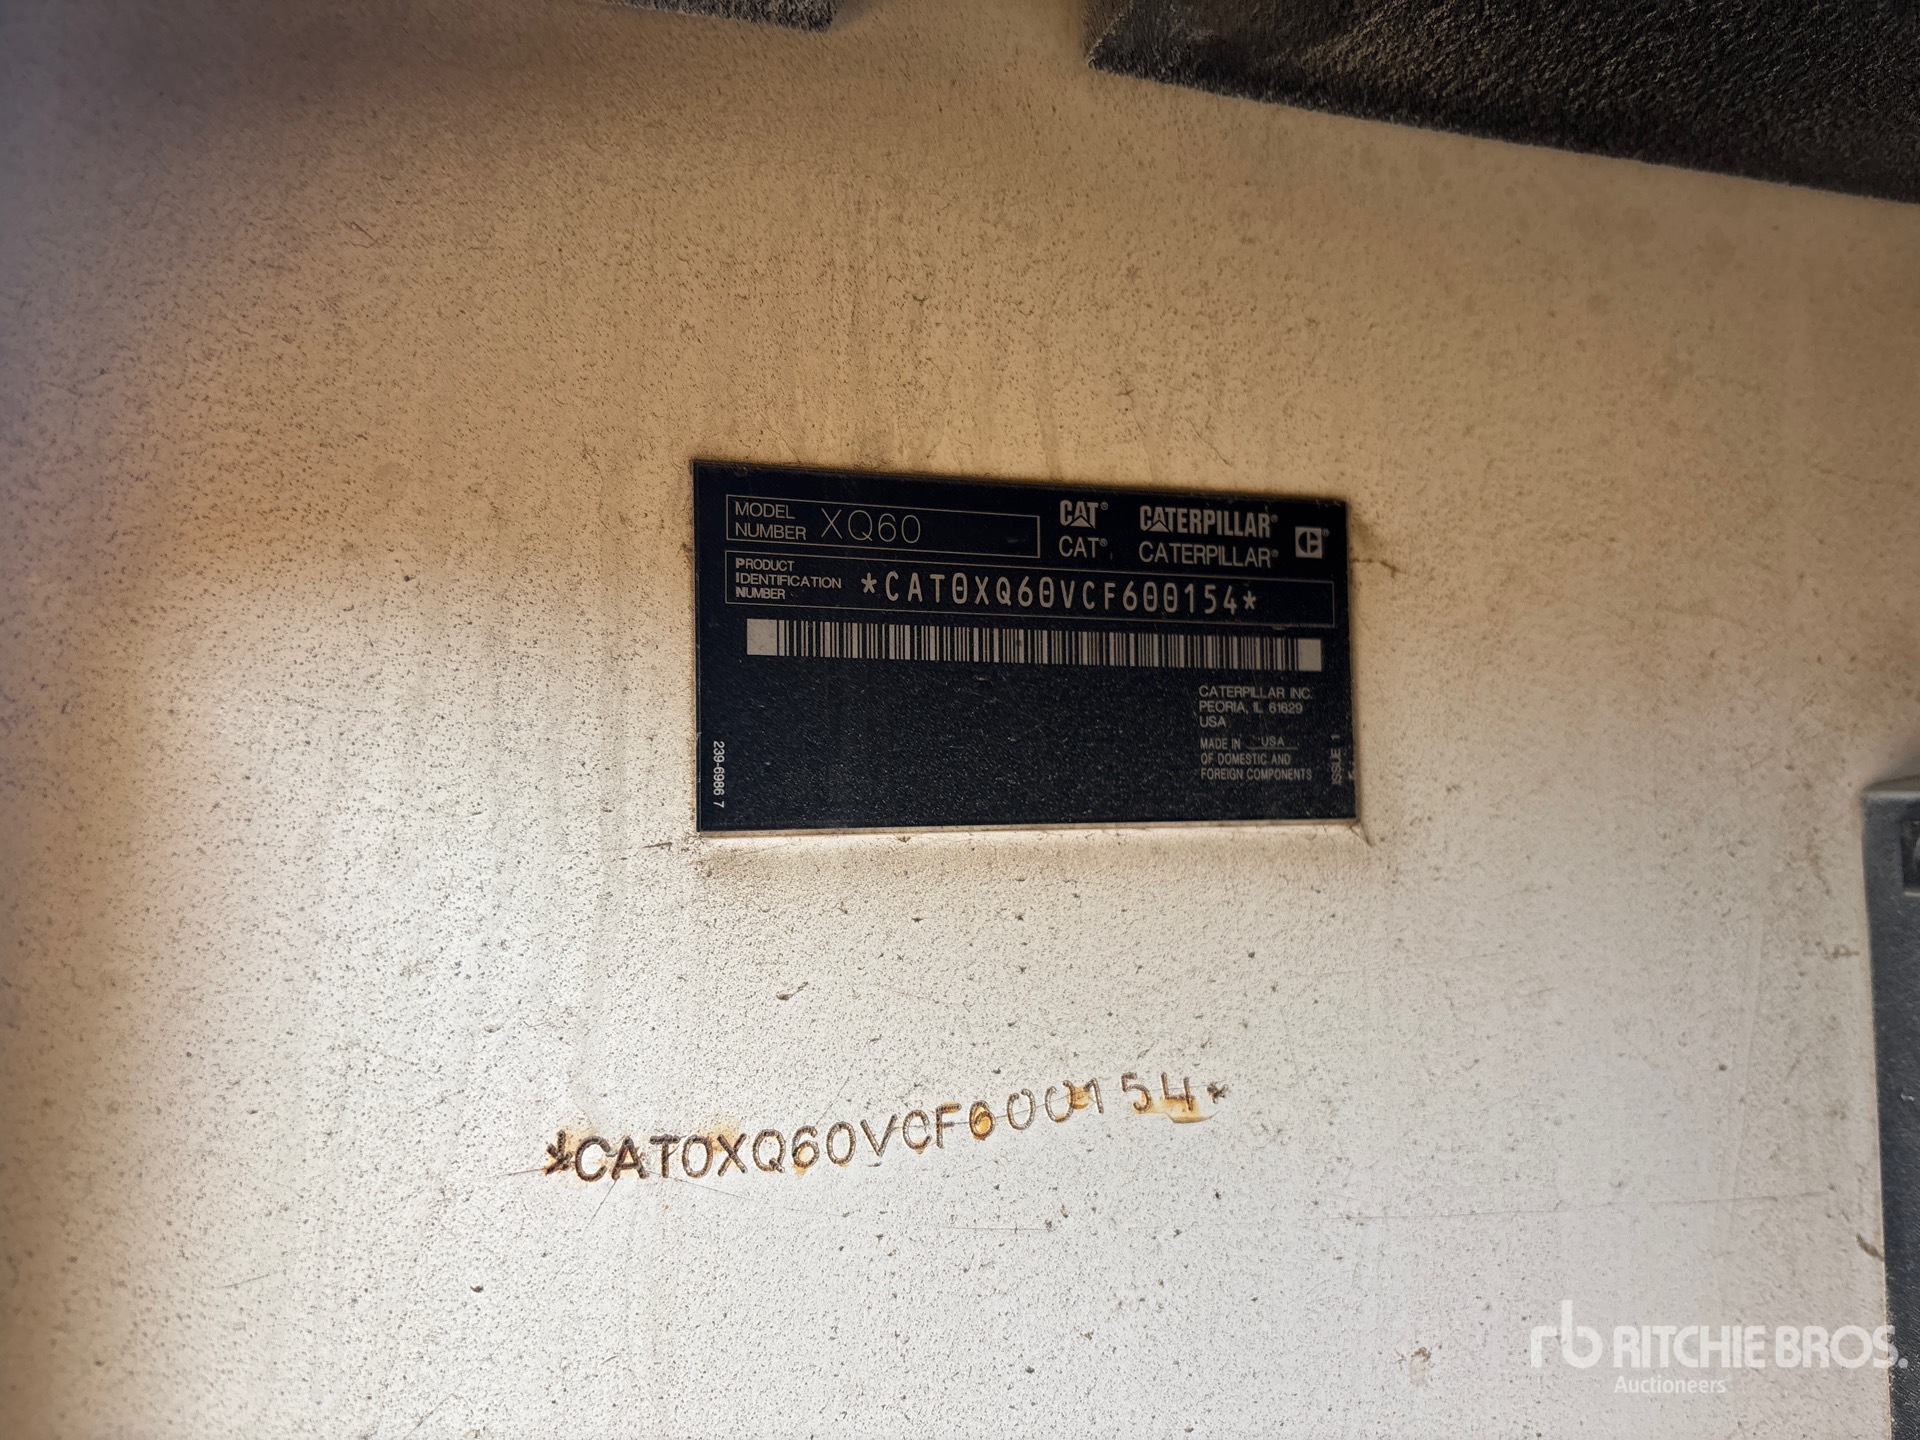 MODEL NUMBER XQ60
CAT® CATERPILLAR®
CAT® CATERPILLAR®
PRODUCT IDENTIFICATION NUMBER *CAT0XQ60VCF600154*
CATERPILLAR INC.
PEORIA, IL 61629
USA
MADE IN USA
OF DOMESTIC AND
FOREIGN COMPONENTS
239-6986 7
ISSUE 1
*CAT0XQ60VCF600154*
rb RITCHIE BROS.
Auctioneers